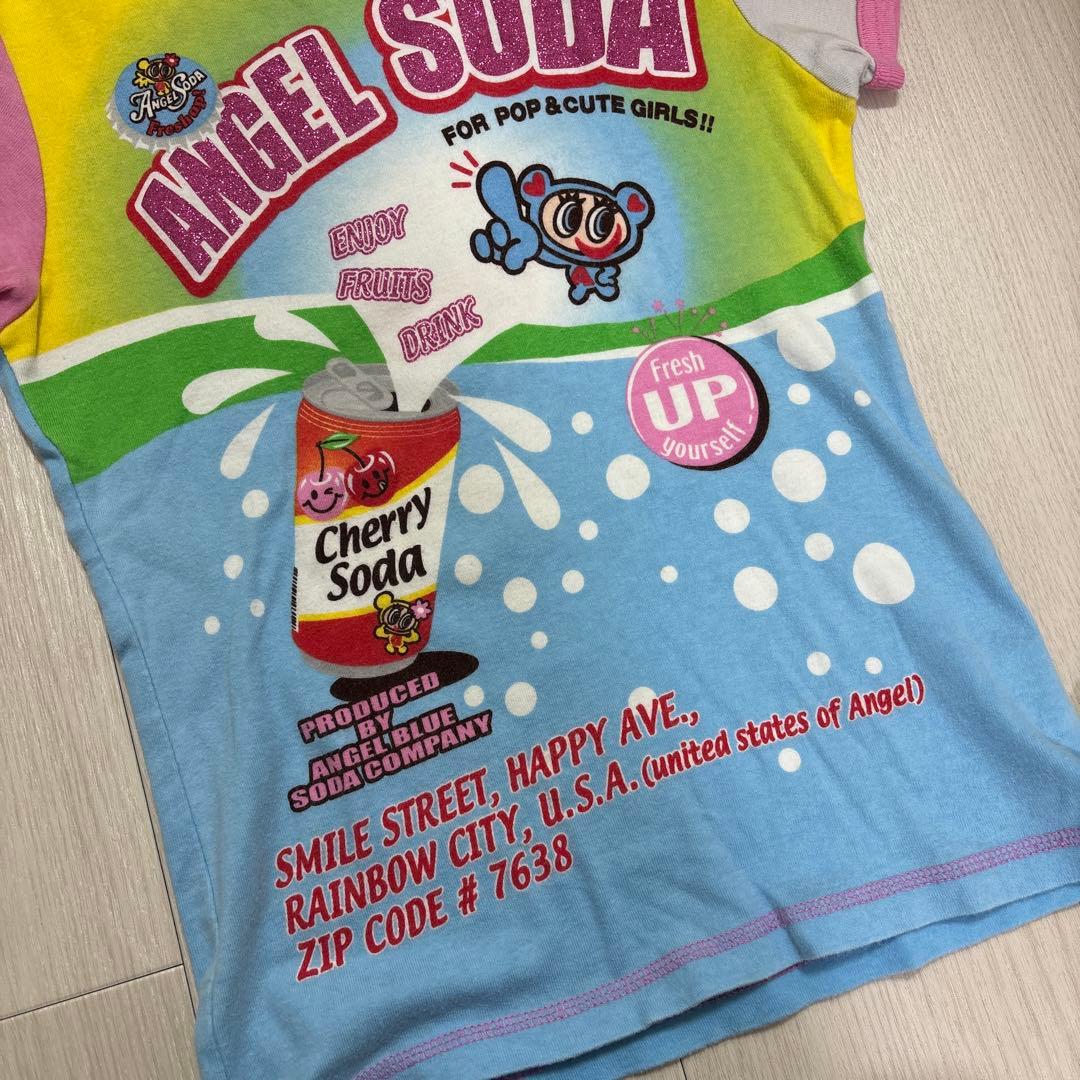 ANGEL SODA
FOR POP & CUTE GIRLS!!
ANGEL SODA
Fresh up!
ENJOY
FRUITS
DRINK
Fresh
UP
yourself
Cherry
Soda
PRODUCED
BY
ANGEL BLUE
SODA COMPANY
SMILE STREET, HAPPY AVE.,
RAINBOW CITY, U.S.A. (united states of Angel)
ZIP CODE # 7638